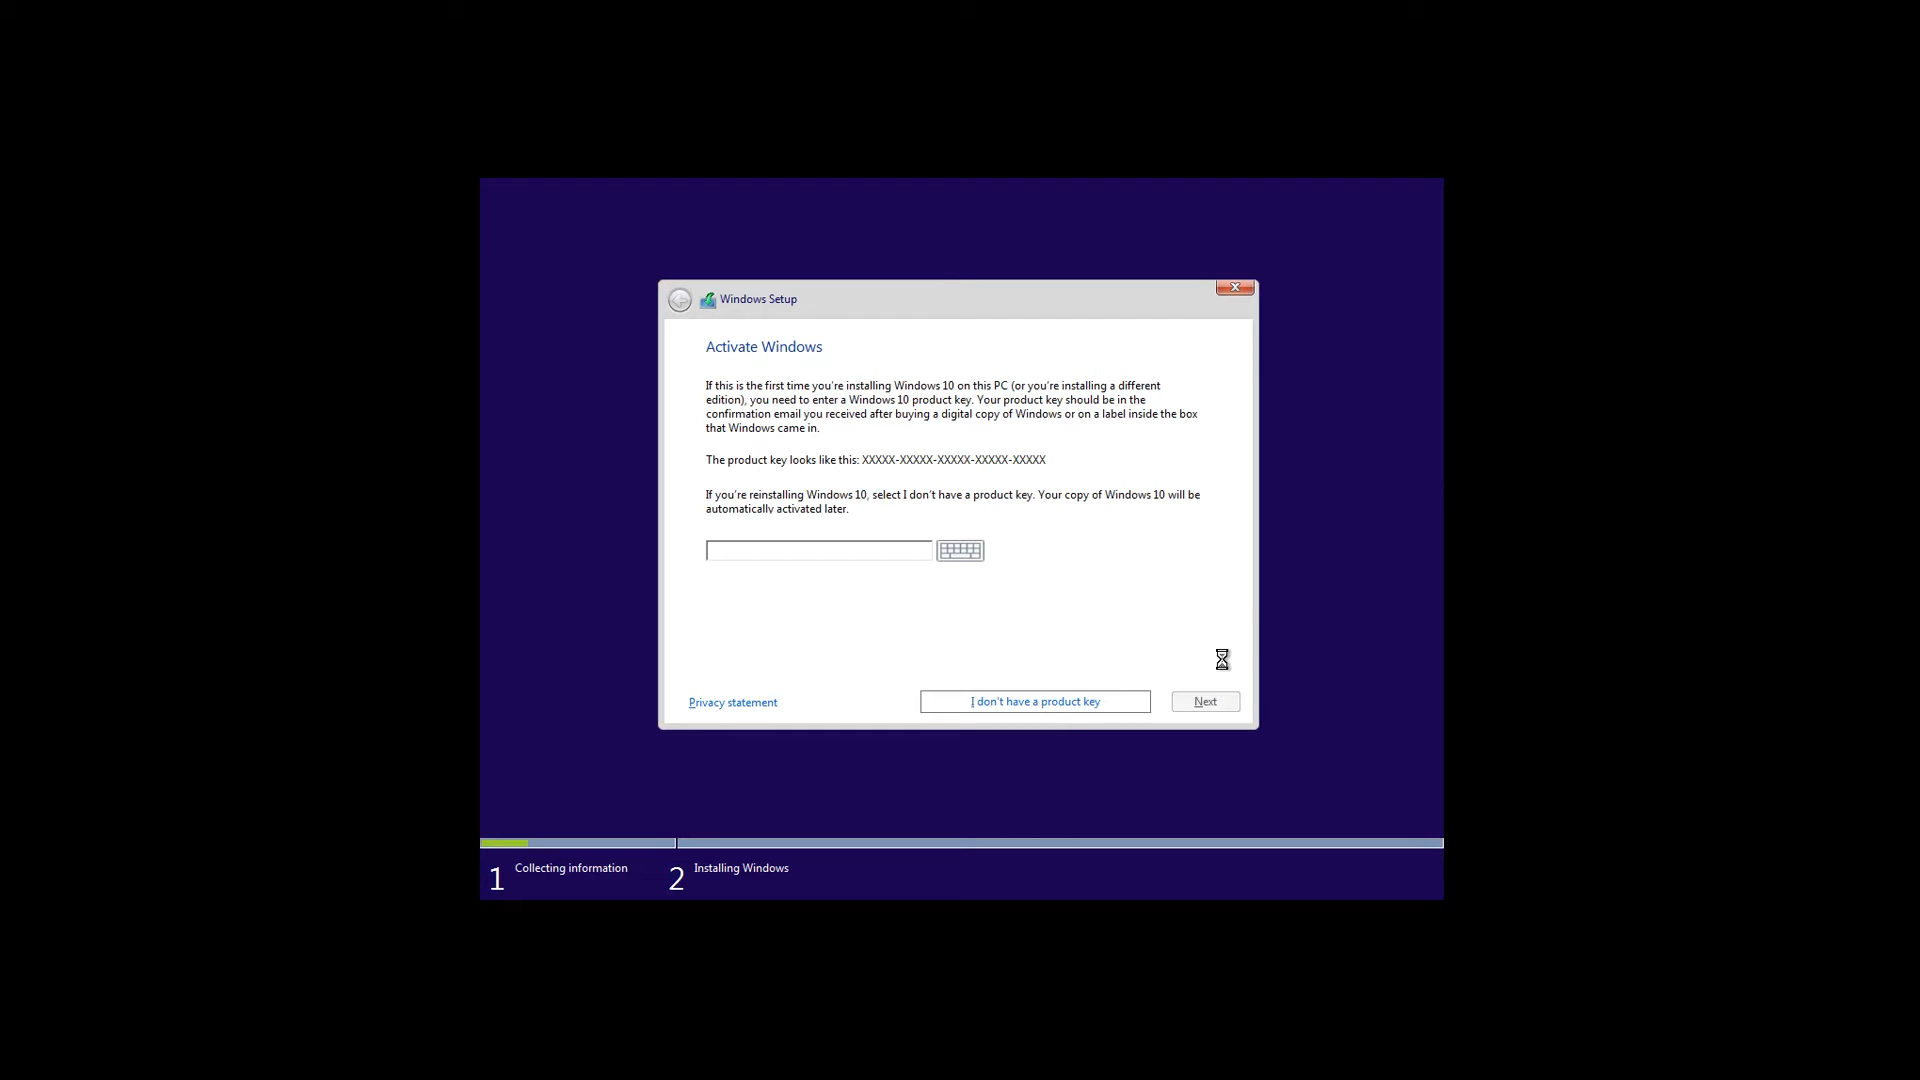 Windows Setup
Activate Windows
If this is the first time you're installing Windows 10 on this PC (or you're installing a different
edition), you need to enter a Windows 10 product key. Your product key should be in the
confirmation email you received after buying a digital copy of Windows or on a label inside the box
that Windows came in.
The product key looks like this: XXXXX-XXXXX-XXXXX-XXXXX-XXXXX
If you're reinstalling Windows 10, select I don't have a product key. Your copy of Windows 10 will be
automatically activated later.
Privacy statement
I don't have a product key
Next
1 Collecting information
2 Installing Windows